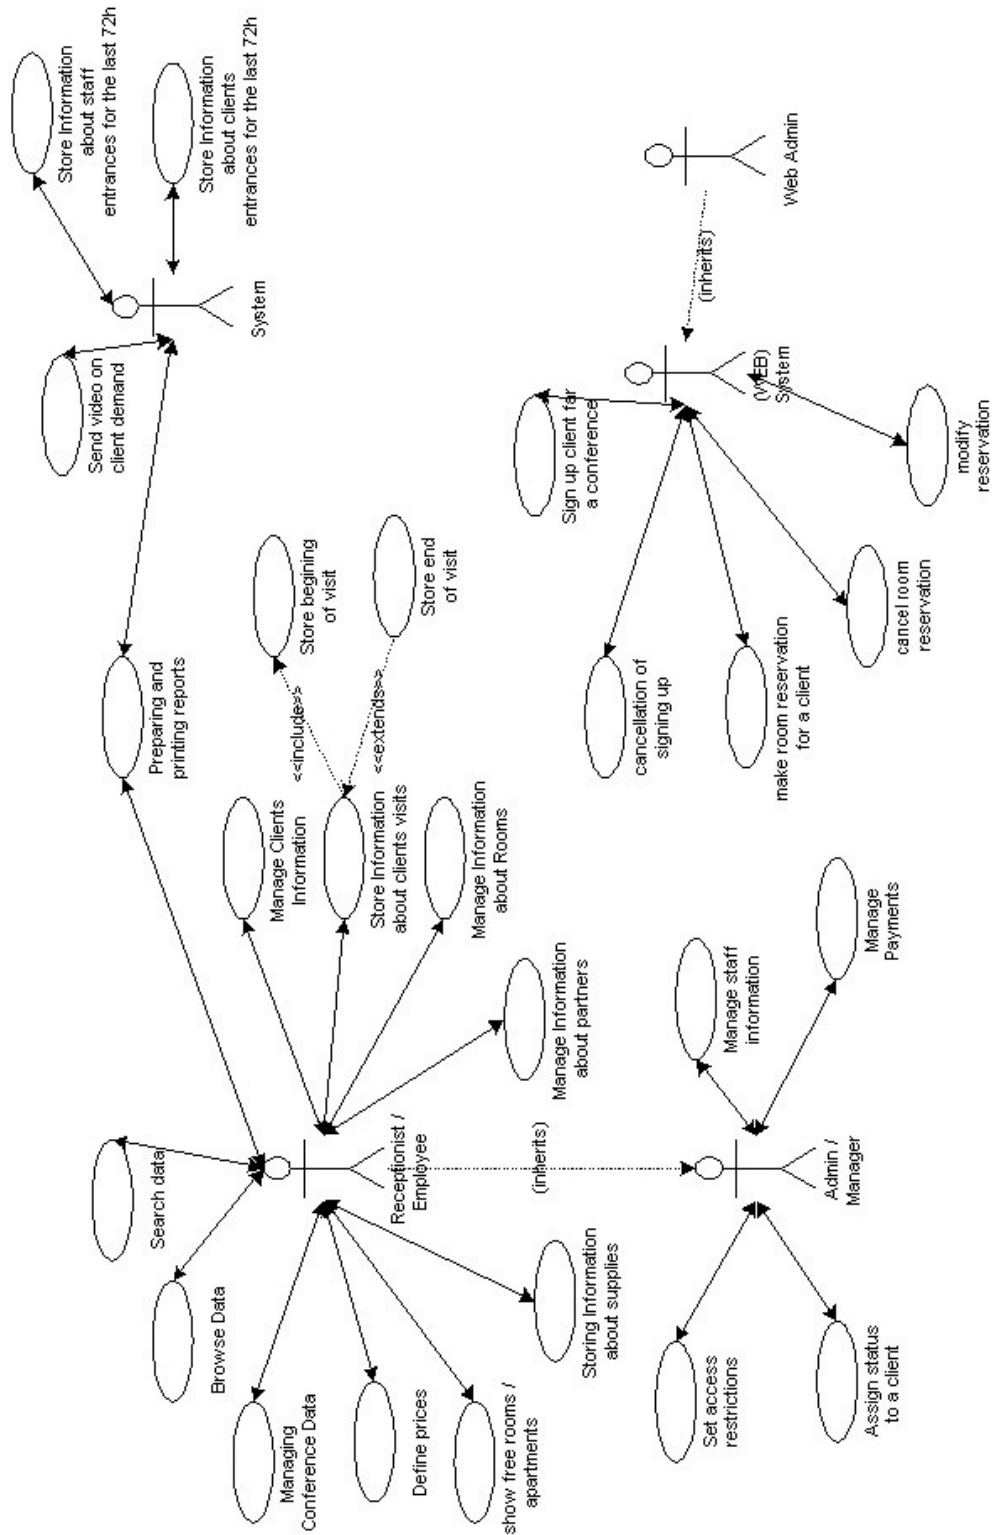 Search data
Browse Data
Managing
Conference Data
Define prices
show free rooms /
apartments
Storing Information
about supplies
Receptionist /
Employee
Preparing and
printing reports
Manage Clients
Information
Store Information
about clients visits
Manage Information
about Rooms
Manage Information
about partners
<<include>>
<<extends>>
Store begining
of visit
Store end
of visit
Send video on
client demand
System
Store Information
about staff
entrances for the last 72h
Store Information
about clients
entrances for the last 72h
(inherits)
Set access
restrictions
Assign status
to a client
Admin /
Manager
Manage staff
information
Manage
Payments
cancellation of
signing up
make room reservation
for a client
cancel room
reservation
Sign up client far
a conference
(WEB)
System
modify
reservation
(inherits)
Web Admin